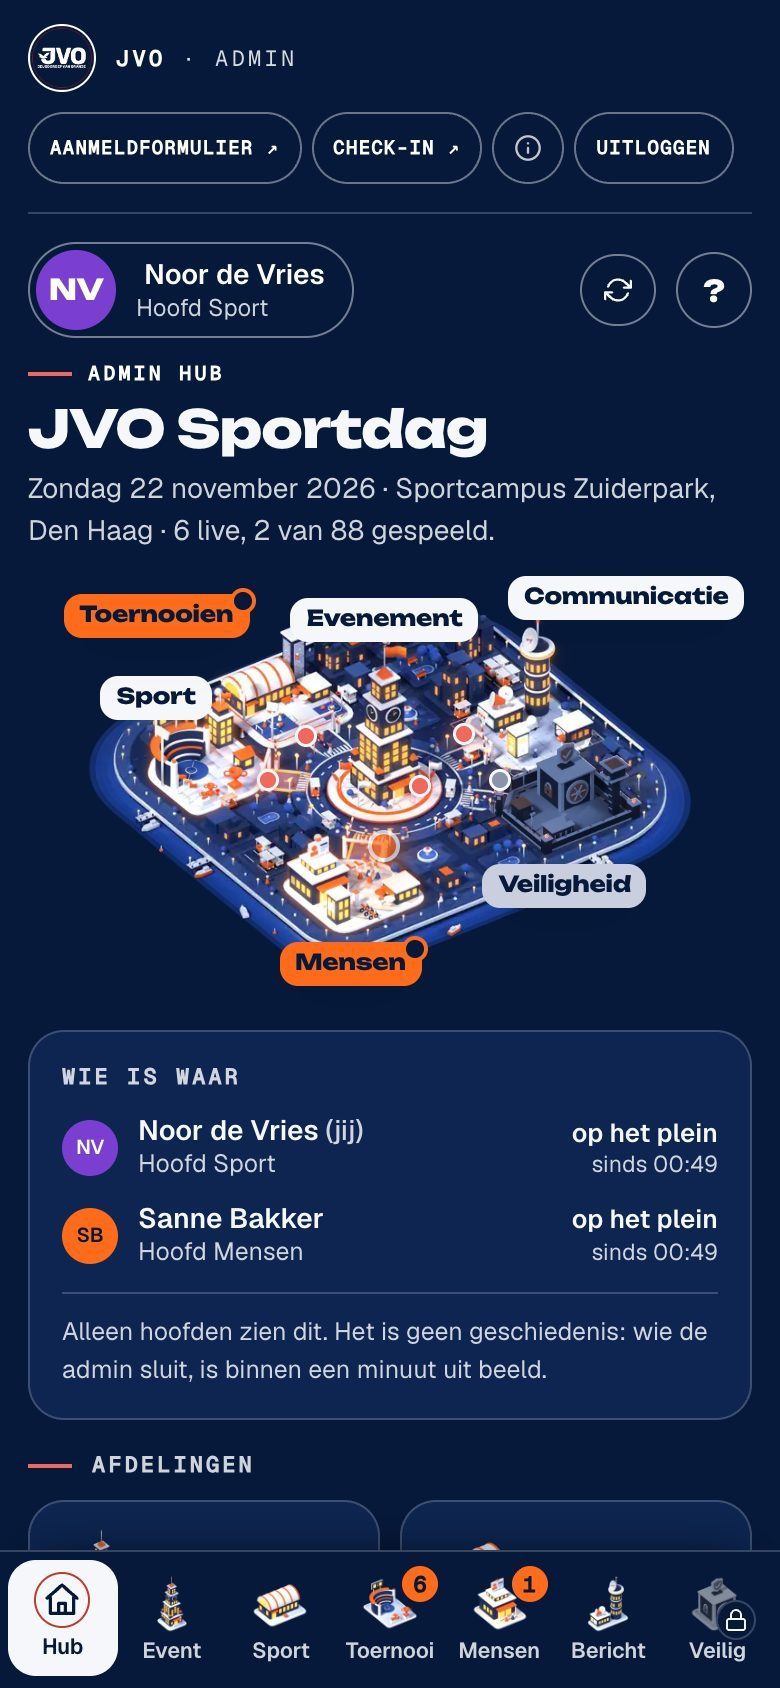 JVO
JVO · ADMIN
AANMELDFORMULIER ↗
CHECK-IN ↗
UITLOGGEN
NV
Noor de Vries
Hoofd Sport
?
ADMIN HUB
JVO Sportdag
Zondag 22 november 2026 · Sportcampus Zuiderpark,
Den Haag · 6 live, 2 van 88 gespeeld.
Communicatie
Toernooien
Evenement
Sport
Veiligheid
Mensen
WIE IS WAAR
NV
Noor de Vries (jij)
op het plein
Hoofd Sport
sinds 00:49
SB
Sanne Bakker
op het plein
Hoofd Mensen
sinds 00:49
Alleen hoofden zien dit. Het is geen geschiedenis: wie de
admin sluit, is binnen een minuut uit beeld.
AFDELINGEN
6
1
Hub
Event
Sport
Toernooi
Mensen
Bericht
Veilig